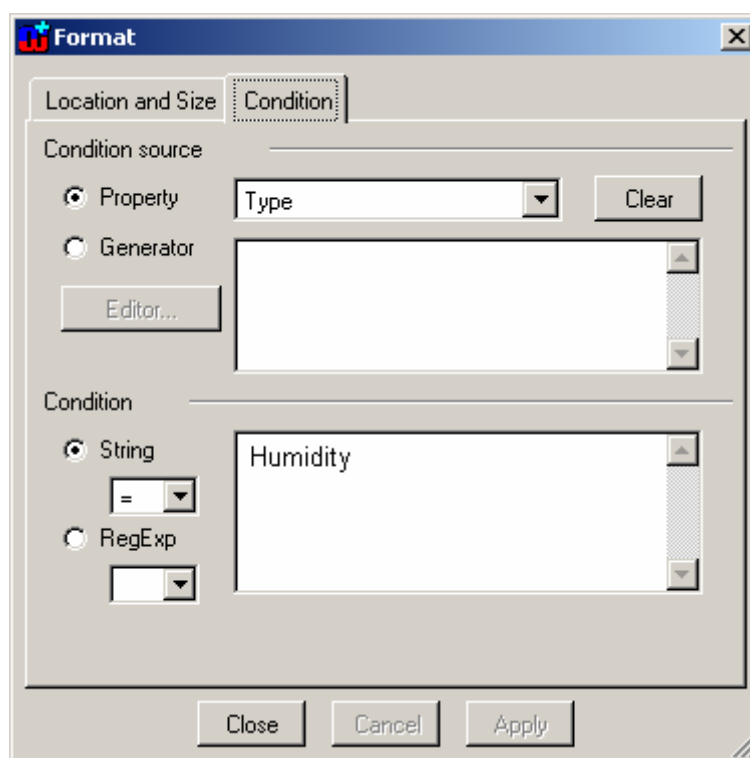 Format
Location and Size Condition
Condition source
Property Type Clear
Generator
Editor...
Condition
String Humidity
=
RegExp
Close Cancel Apply